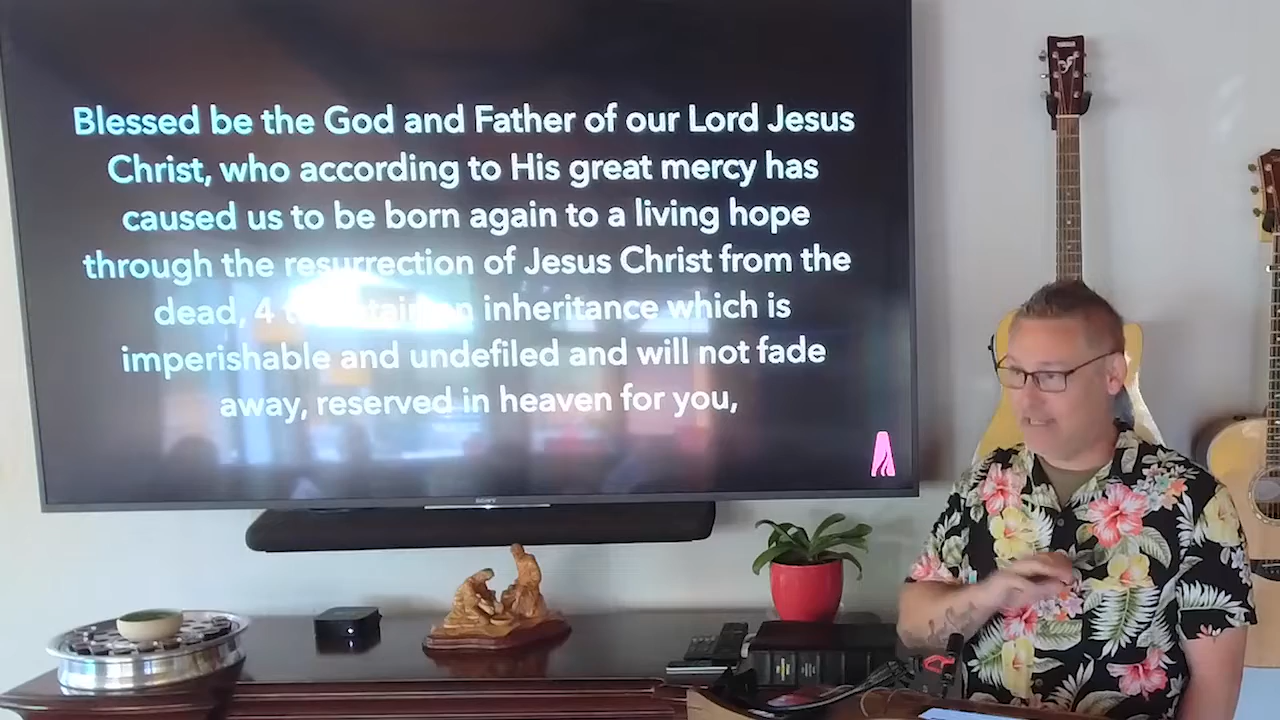 Blessed be the God and Father of our Lord Jesus
Christ, who according to His great mercy has
caused us to be born again to a living hope
through the resurrection of Jesus Christ from the
dead, 4 inheritance which is
imperishable and undefiled and will not fade
away, reserved in heaven for you,
SONY